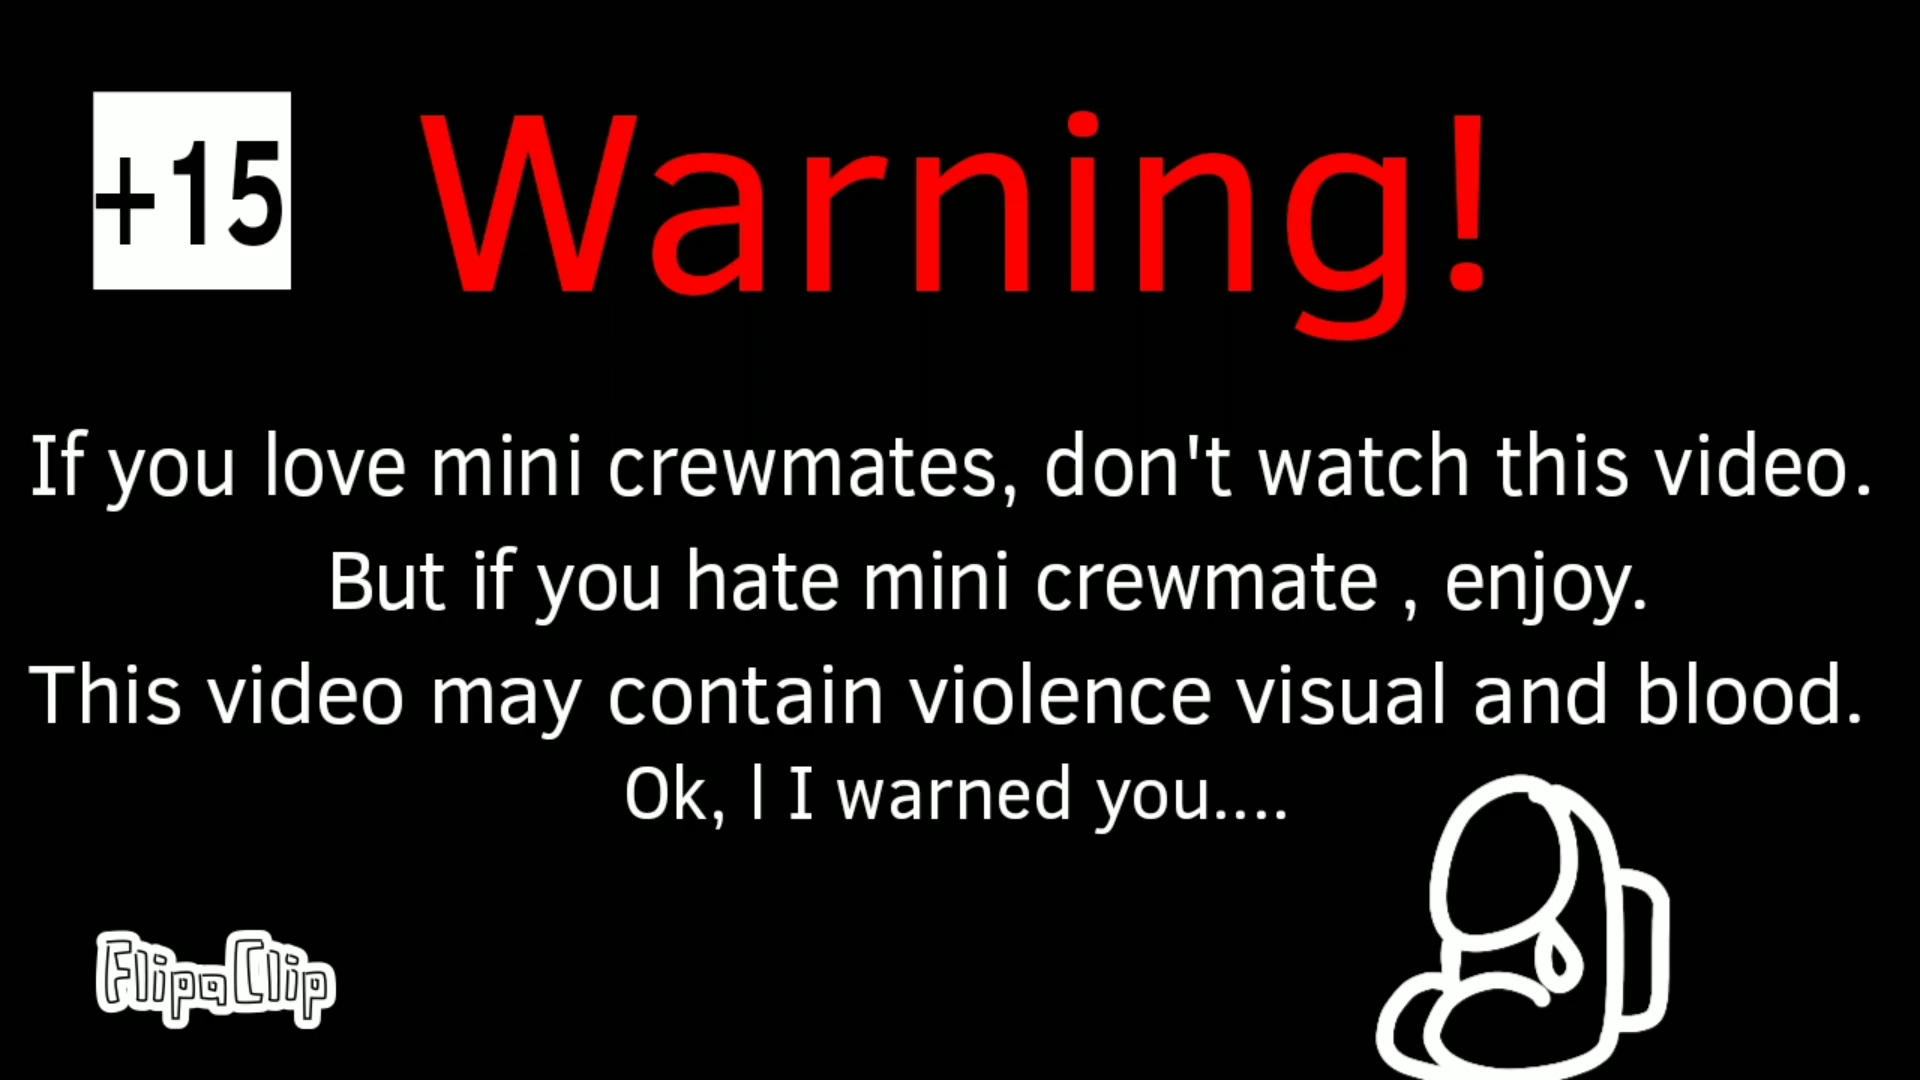 +15
Warning!
If you love mini crewmates, don't watch this video.
But if you hate mini crewmate , enjoy.
This video may contain violence visual and blood.
Ok, l I warned you....
FlipaClip